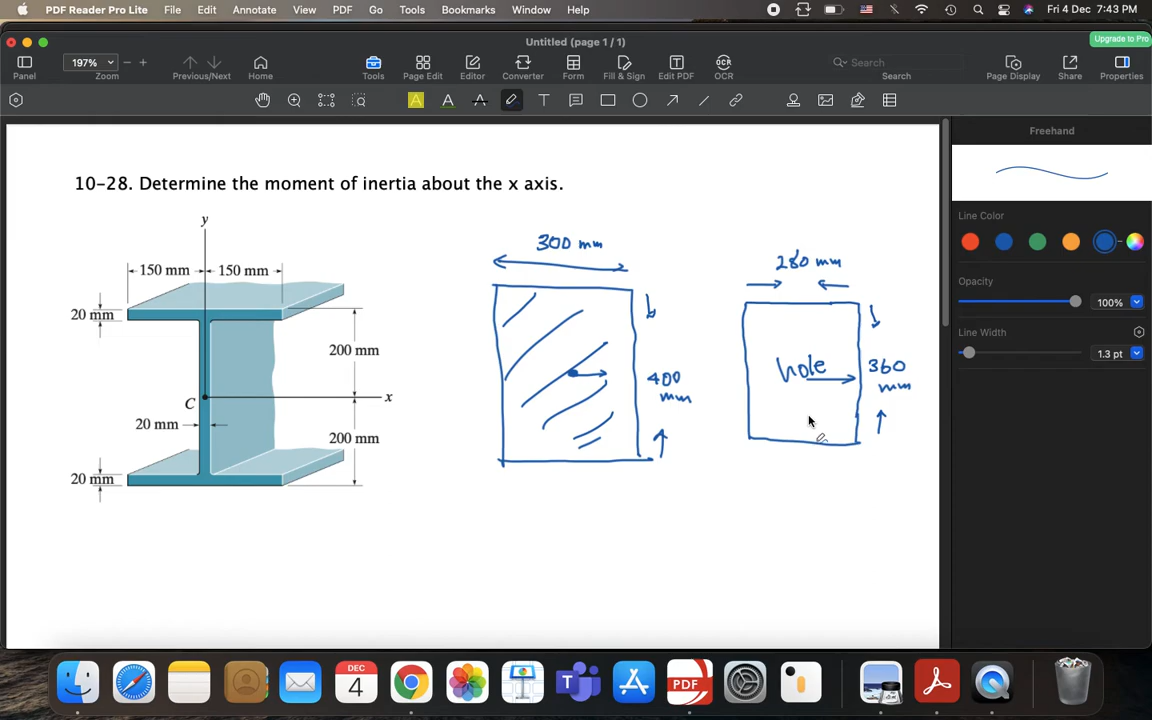 PDF Reader Pro Lite File Edit Annotate View PDF Go Tools Bookmarks Window Help Fri 4 Dec 7:43 PM
Untitled (page 1 / 1)
Upgrade to Pro
197%
Search
Panel Zoom Previous/Next Home Tools Page Edit Editor Converter Form Fill & Sign Edit PDF OCR Search Page Display Share Properties
OCR
A A A T
Freehand
10-28. Determine the moment of inertia about the x axis.
Line Color
Opacity
100%
Line Width
1.3 pt
y
150 mm 150 mm
20 mm
200 mm
C
x
20 mm
200 mm
20 mm
300 mm
400
mm
280 mm
hole
360
mm
DEC
4
PDF